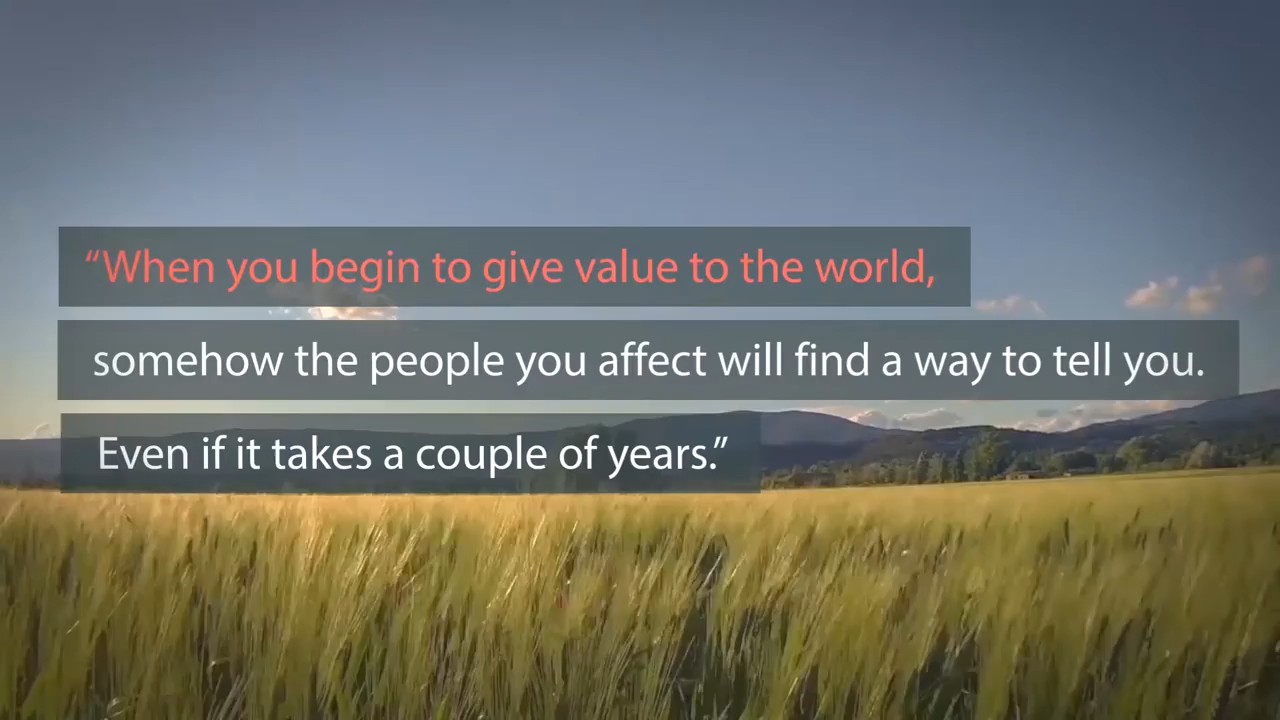 “When you begin to give value to the world,
somehow the people you affect will find a way to tell you.
Even if it takes a couple of years.”